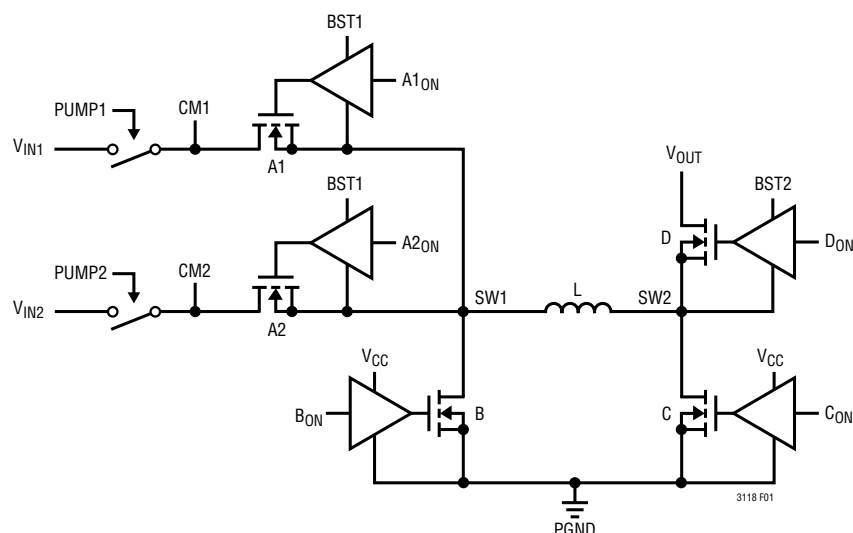 BST1
A1ON
PUMP1
CM1
VIN1
A1
VOUT
BST1
BST2
A2ON
D
DON
PUMP2
CM2
VIN2
A2
SW1
L
SW2
VCC
VCC
BON
B
C
CON
3118 F01
PGND